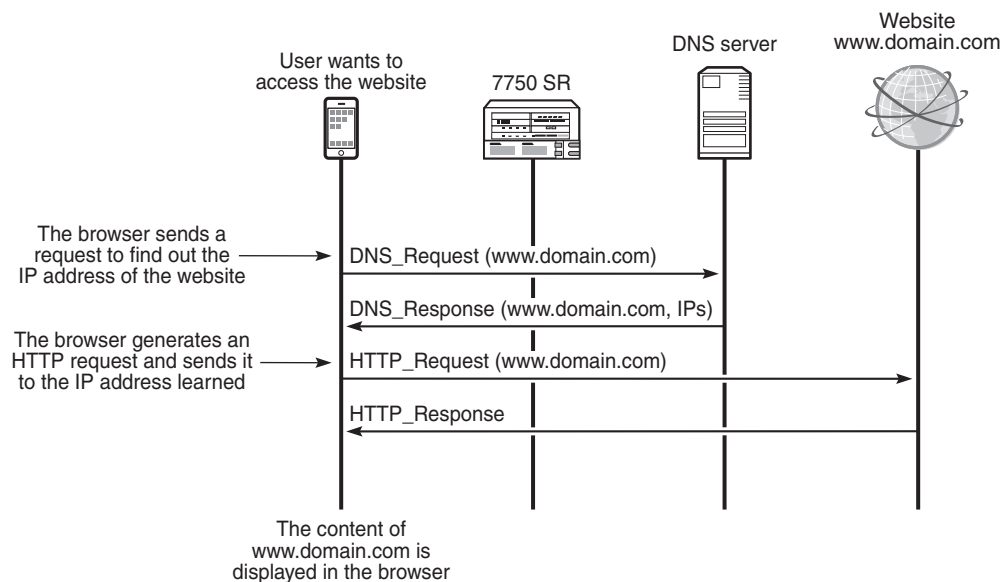 User wants to
access the website
7750 SR
DNS server
Website
www.domain.com
The browser sends a
request to find out the
IP address of the website
DNS_Request (www.domain.com)
DNS_Response (www.domain.com, IPs)
The browser generates an
HTTP request and sends it
to the IP address learned
HTTP_Request (www.domain.com)
HTTP_Response
The content of
www.domain.com is
displayed in the browser